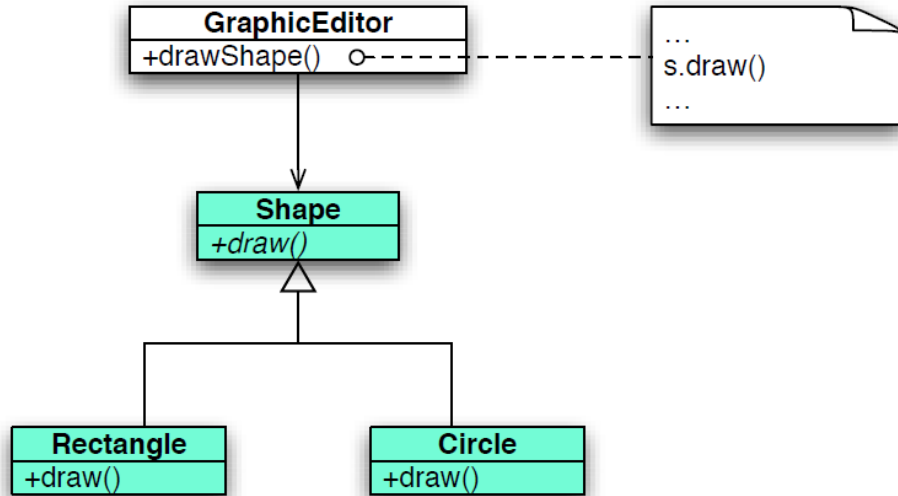 GraphicEditor
+drawShape()
...
s.draw()
...
Shape
+draw()
Rectangle
+draw()
Circle
+draw()